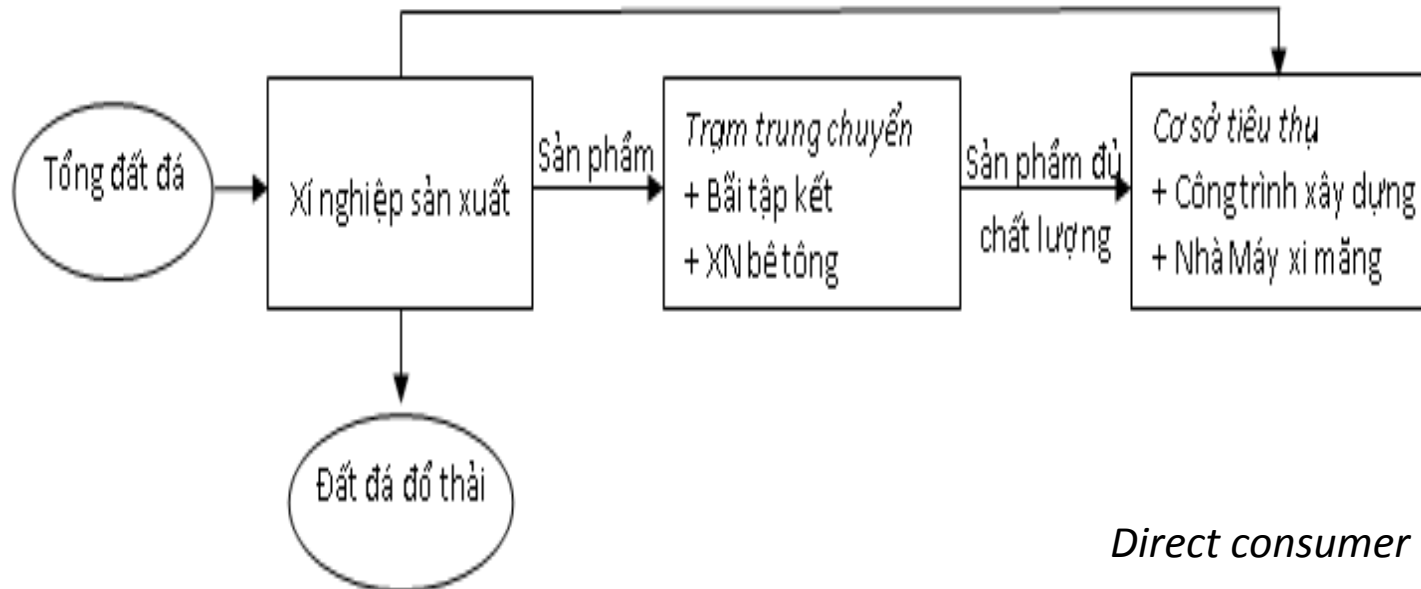 Tổng đất đá
Xí nghiệp sản xuất
Sản phẩm
Trạm trung chuyển
+ Bãi tập kết
+ XN bê tông
Sản phẩm đủ
chất lượng
Cơ sở tiêu thụ
+ Công trình xây dựng
+ Nhà Máy xi măng
Đất đá đổ thải
Direct consumer